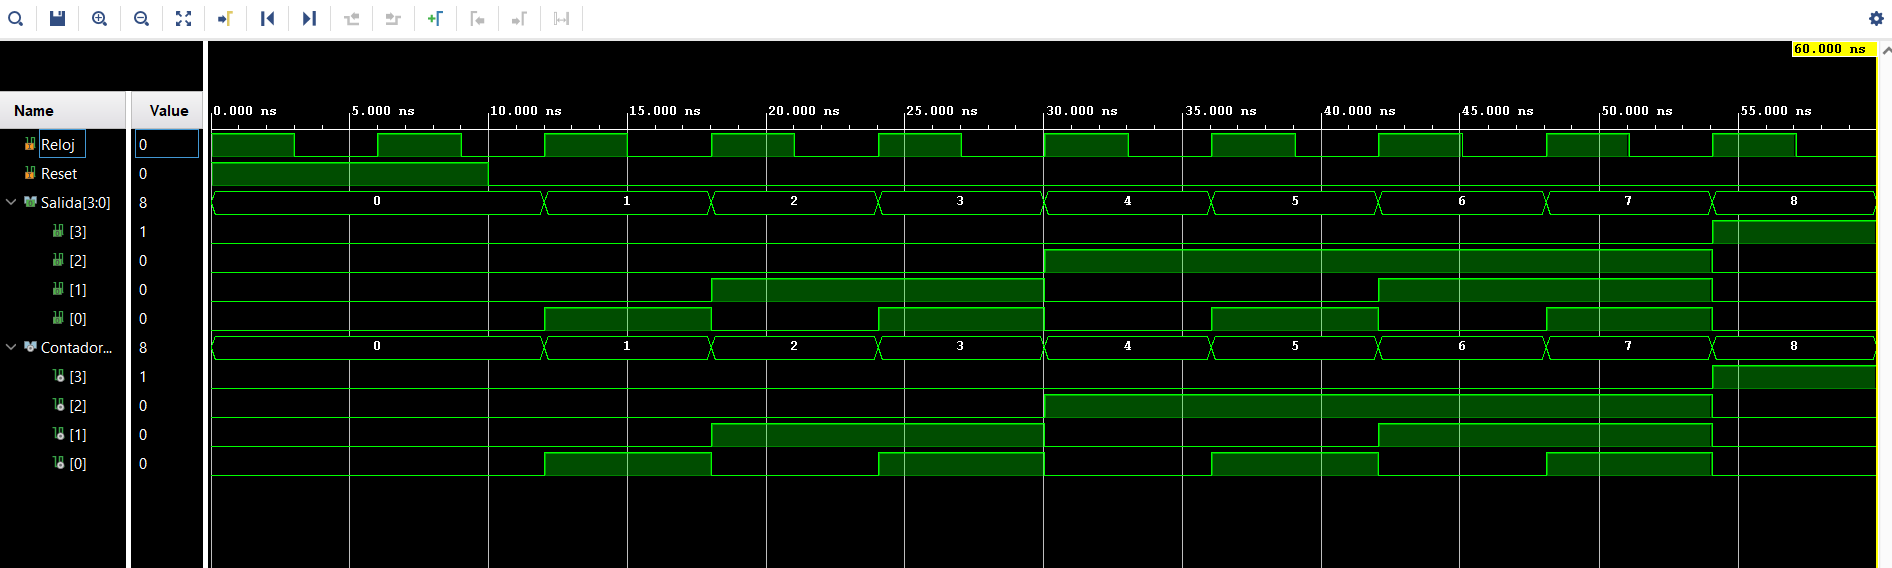 60.000 ns
Name Value
0.000 ns 5.000 ns 10.000 ns 15.000 ns 20.000 ns 25.000 ns 30.000 ns 35.000 ns 40.000 ns 45.000 ns 50.000 ns 55.000 ns
Reloj 0
Reset 0
Salida[3:0] 8 0 1 2 3 4 5 6 7 8
[3] 1
[2] 0
[1] 0
[0] 0
Contador... 8 0 1 2 3 4 5 6 7 8
[3] 1
[2] 0
[1] 0
[0] 0